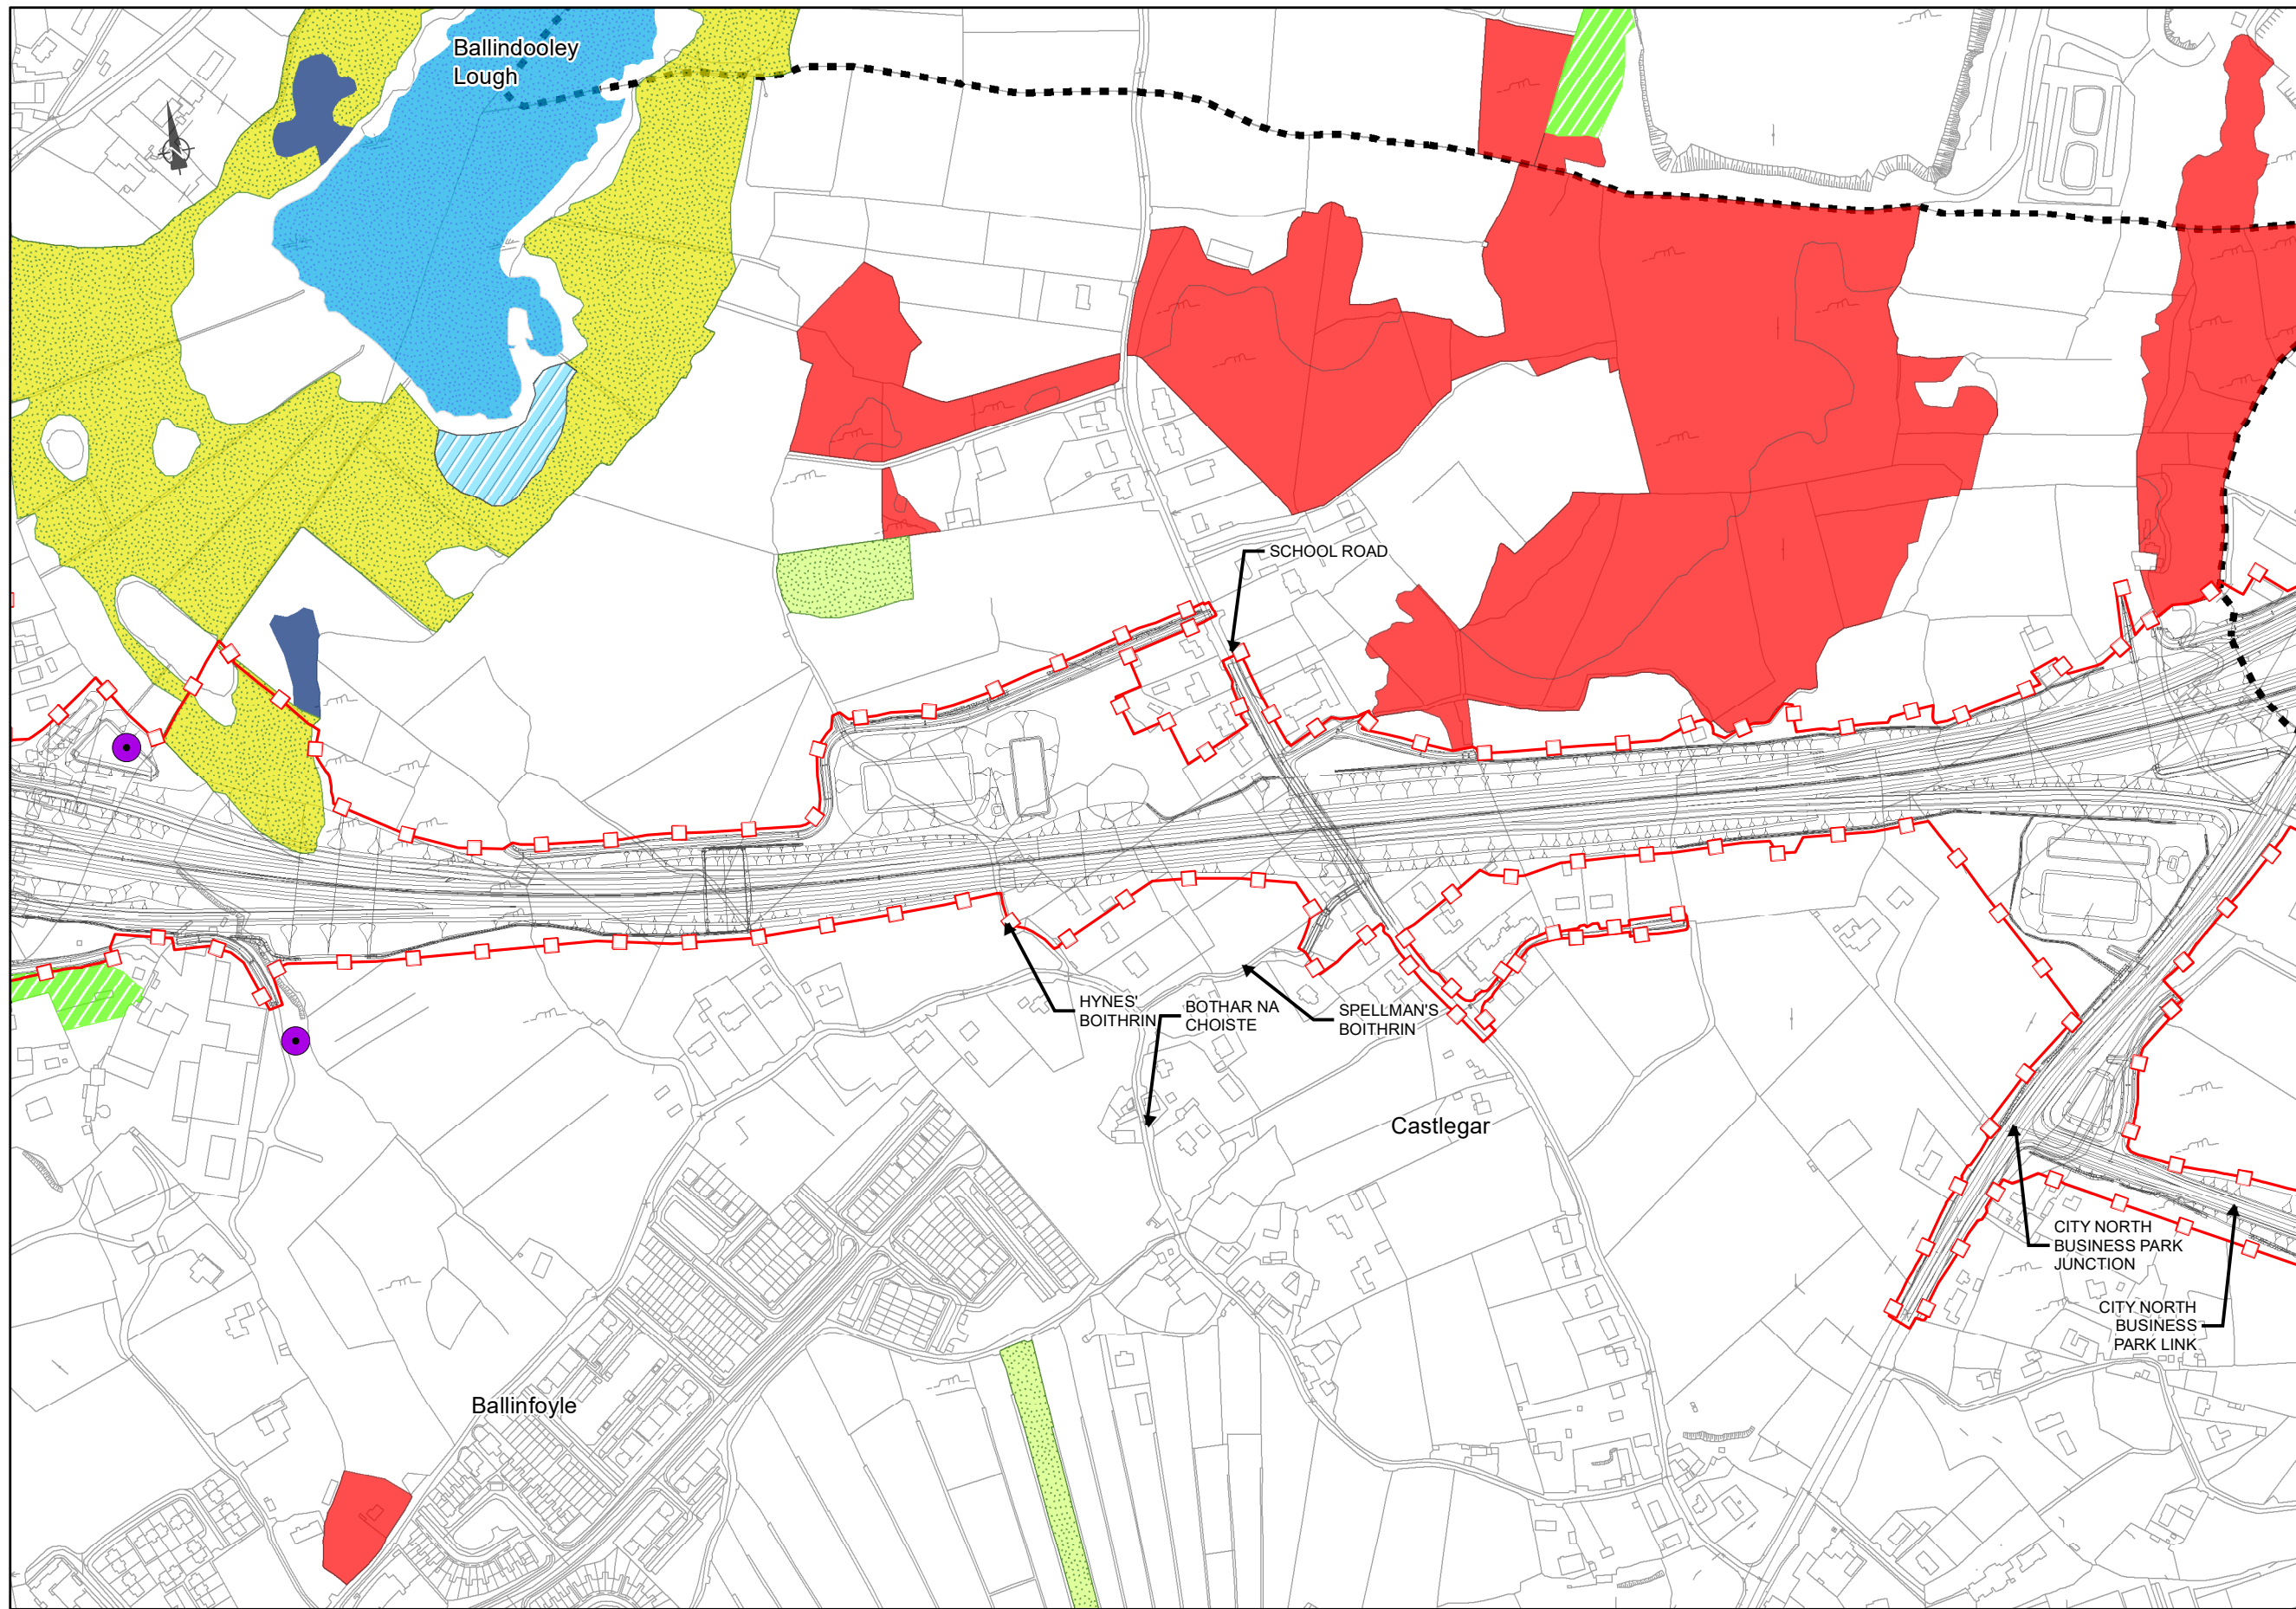 Ballindooley
Lough
SCHOOL ROAD
HYNES'
BOITHRIN
BOTHAR NA
CHOISTE
SPELLMAN'S
BOITHRIN
Castlegar
CITY NORTH
BUSINESS PARK
JUNCTION
CITY NORTH
BUSINESS
PARK LINK
Ballinfoyle
N